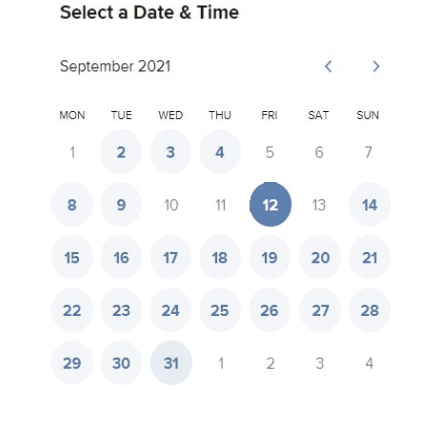 Select a Date & Time
September 2021
MON TUE WED THU FRI SAT SUN
1 2 3 4 5 6 7
8 9 10 11 12 13 14
15 16 17 18 19 20 21
22 23 24 25 26 27 28
29 30 31 1 2 3 4